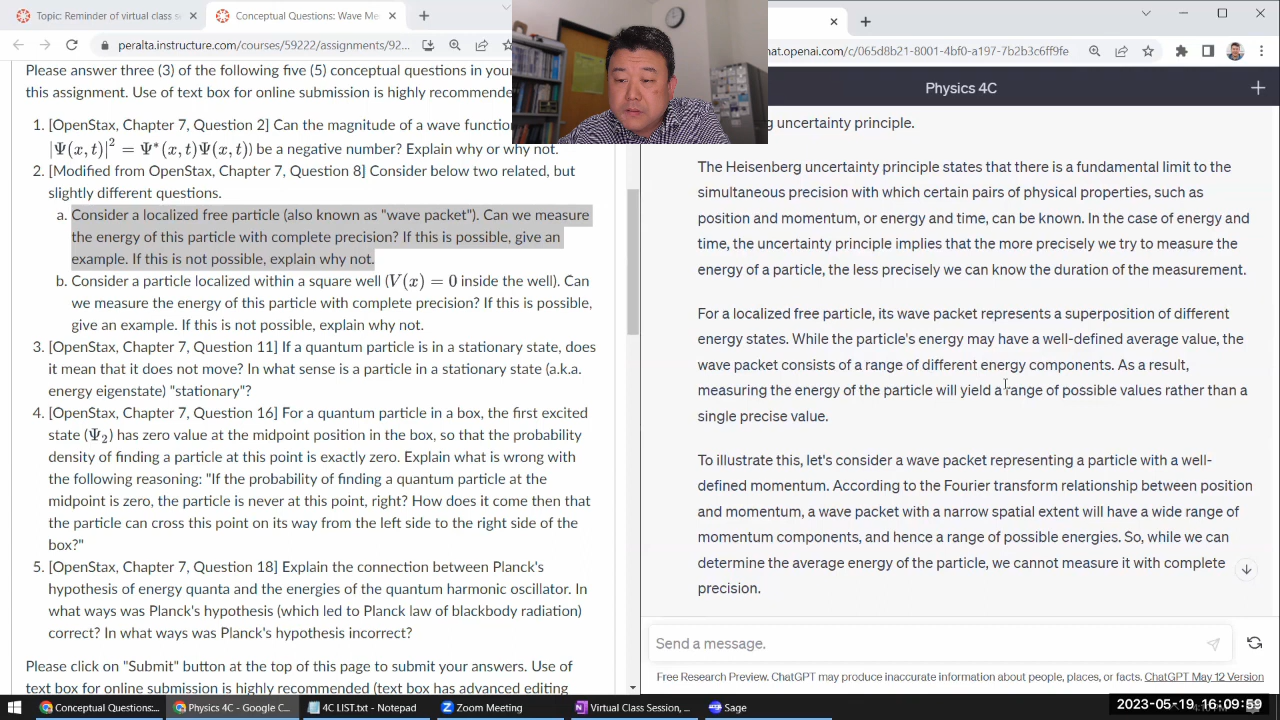 Topic: Reminder of virtual class s
Conceptual Questions: Wave Me
peralta.instructure.com/courses/59222/assignments/92...
hat.openai.com/c/065d8b21-8001-4bf0-a197-7b2b3c6ff9fe
Please answer three (3) of the following five (5) conceptual questions in your
this assignment. Use of text box for online submission is highly recommend
1. [OpenStax, Chapter 7, Question 2] Can the magnitude of a wave functio
|Ψ(x,t)|² = Ψ*(x,t)Ψ(x,t)) be a negative number? Explain why or why not.
2. [Modified from OpenStax, Chapter 7, Question 8] Consider below two related, but
slightly different questions.
a. Consider a localized free particle (also known as "wave packet"). Can we measure
the energy of this particle with complete precision? If this is possible, give an
example. If this is not possible, explain why not.
b. Consider a particle localized within a square well (V(x) = 0 inside the well). Can
we measure the energy of this particle with complete precision? If this is possible,
give an example. If this is not possible, explain why not.
3. [OpenStax, Chapter 7, Question 11] If a quantum particle is in a stationary state, does
it mean that it does not move? In what sense is a particle in a stationary state (a.k.a.
energy eigenstate) "stationary"?
4. [OpenStax, Chapter 7, Question 16] For a quantum particle in a box, the first excited
state (Ψ₂) has zero value at the midpoint position in the box, so that the probability
density of finding a particle at this point is exactly zero. Explain what is wrong with
the following reasoning: "If the probability of finding a quantum particle at the
midpoint is zero, the particle is never at this point, right? How does it come then that
the particle can cross this point on its way from the left side to the right side of the
box?"
5. [OpenStax, Chapter 7, Question 18] Explain the connection between Planck's
hypothesis of energy quanta and the energies of the quantum harmonic oscillator. In
what ways was Planck's hypothesis (which led to Planck law of blackbody radiation)
correct? In what ways was Planck's hypothesis incorrect?
Please click on "Submit" button at the top of this page to submit your answers. Use of
text box for online submission is highly recommended (text box has advanced editing
Physics 4C
g uncertainty principle.
The Heisenberg uncertainty principle states that there is a fundamental limit to the
simultaneous precision with which certain pairs of physical properties, such as
position and momentum, or energy and time, can be known. In the case of energy and
time, the uncertainty principle implies that the more precisely we try to measure the
energy of a particle, the less precisely we can know the duration of the measurement.
For a localized free particle, its wave packet represents a superposition of different
energy states. While the particle's energy may have a well-defined average value, the
wave packet consists of a range of different energy components. As a result,
measuring the energy of the particle will yield a range of possible values rather than a
single precise value.
To illustrate this, let's consider a wave packet representing a particle with a well-
defined momentum. According to the Fourier transform relationship between position
and momentum, a wave packet with a narrow spatial extent will have a wide range of
momentum components, and hence a range of possible energies. So, while we can
determine the average energy of the particle, we cannot measure it with complete
precision.
Send a message.
Free Research Preview. ChatGPT may produce inaccurate information about people, places, or facts. ChatGPT May 12 Version
Conceptual Questions:...
Physics 4C - Google C...
4C LIST.txt - Notepad
Zoom Meeting
Virtual Class Session, ...
Sage
2023-05-19 16:09:59